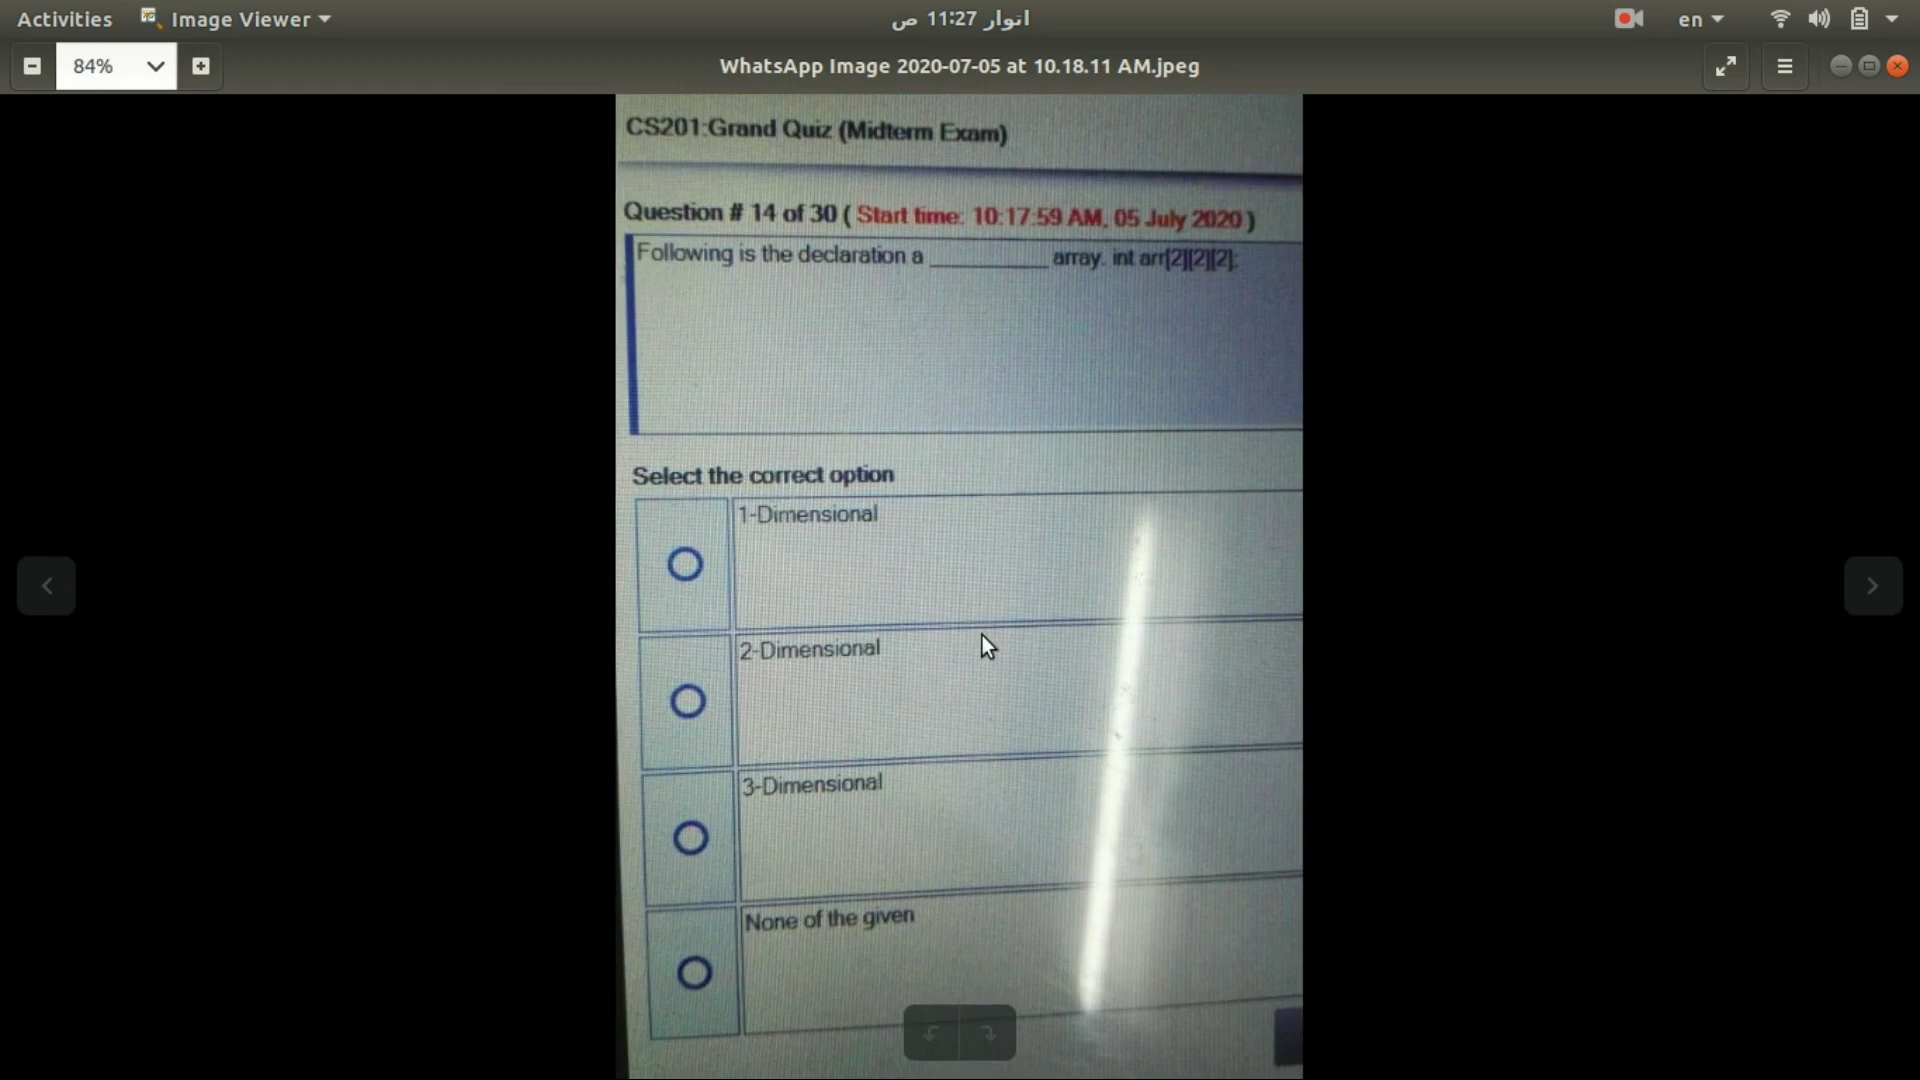 Activities Image Viewer اتوار 11:27 ص en
84% WhatsApp Image 2020-07-05 at 10.18.11 AM.jpeg
CS201:Grand Quiz (Midterm Exam)
Question # 14 of 30 ( Start time: 10:17:59 AM, 05 July 2020 )
Following is the declaration a __________ array. int arr[2][2][2];
Select the correct option
1-Dimensional
2-Dimensional
3-Dimensional
None of the given